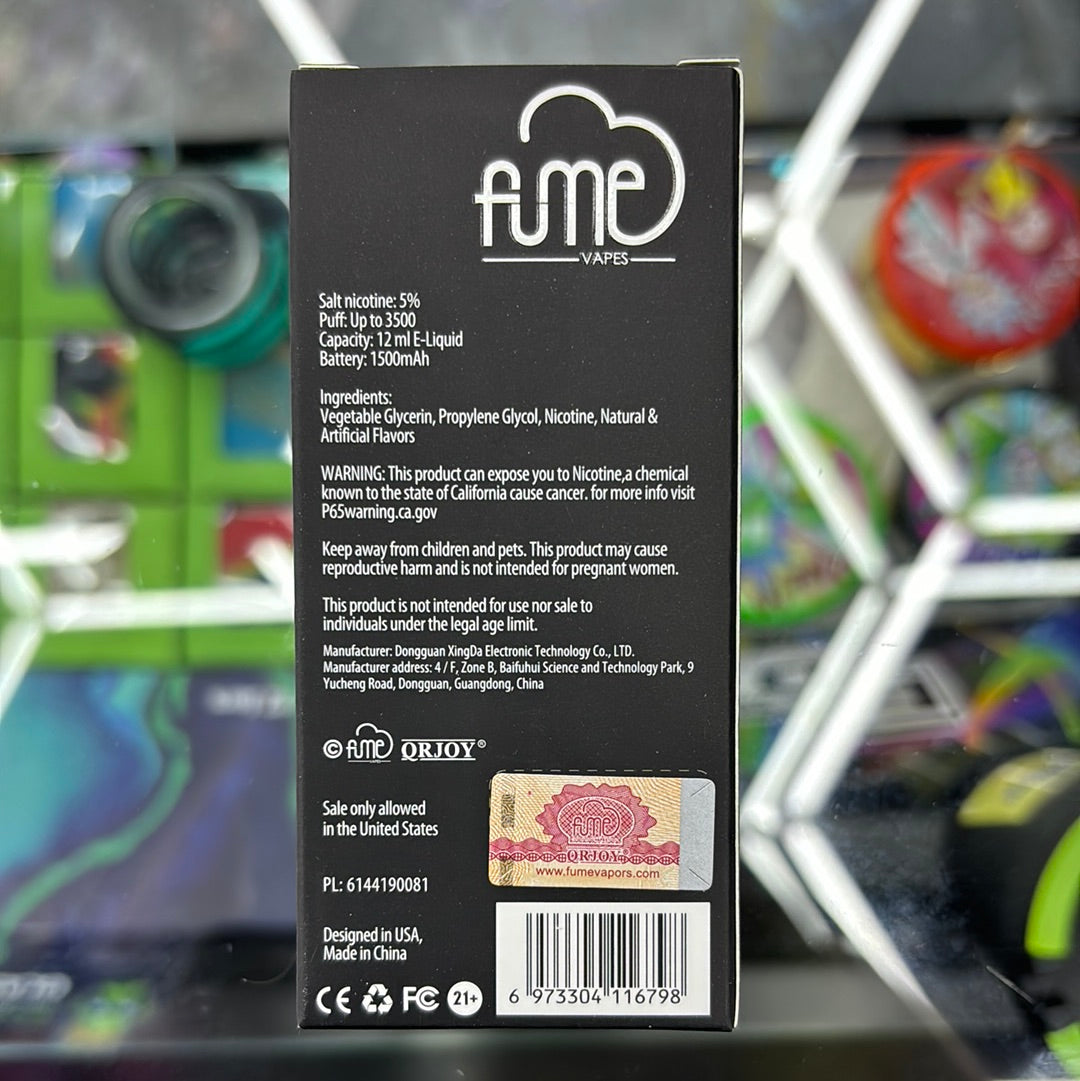 fume
VAPES
Salt nicotine: 5%
Puff: Up to 3500
Capacity: 12 ml E-Liquid
Battery: 1500mAh
Ingredients:
Vegetable Glycerin, Propylene Glycol, Nicotine, Natural &
Artificial Flavors
WARNING: This product can expose you to Nicotine,a chemical
known to the state of California cause cancer. for more info visit
P65warning.ca.gov
Keep away from children and pets. This product may cause
reproductive harm and is not intended for pregnant women.
This product is not intended for use nor sale to
individuals under the legal age limit.
Manufacturer: Dongguan XingDa Electronic Technology Co., LTD.
Manufacturer address: 4 / F, Zone B, Baifuhui Science and Technology Park, 9
Yucheng Road, Dongguan, Guangdong, China
© fume QRJOY®
Sale only allowed
in the United States
fume
QRJOY®
www.fumevapors.com
PL: 6144190081
Designed in USA,
Made in China
CE FC 21+
6 973304 116798